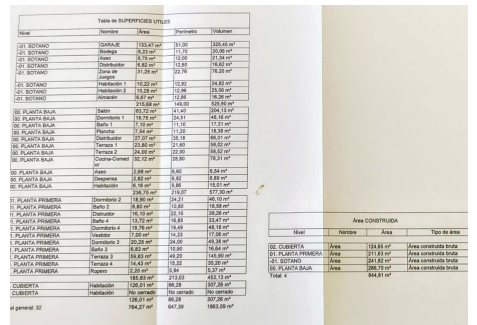 Table de SUPERFICIES UTILES
Nivel Nombre Área Perímetro Volumen
-01. SOTANO GARAJE 133,47 m² 51,00 325,45 m³
-01. SOTANO Bodega 8,23 m² 11,70 20,06 m³
-01. SOTANO Aseo 8,75 m² 12,00 21,34 m³
-01. SOTANO Distribuidor 6,82 m² 12,80 16,62 m³
-01. SOTANO Zona de Juegos 31,25 m² 22,76 76,20 m³
-01. SOTANO Habitación 1 10,22 m² 12,92 24,92 m³
-01. SOTANO Habitación 2 10,28 m² 12,96 25,06 m³
-01. SOTANO Almacén 6,67 m² 12,86 16,26 m³
215,68 m² 149,00 525,90 m³
00. PLANTA BAJA Salón 83,72 m² 41,40 204,13 m³
00. PLANTA BAJA Dormitorio 1 19,75 m² 24,51 48,16 m³
00. PLANTA BAJA Baño 1 7,10 m² 11,10 17,31 m³
00. PLANTA BAJA Plancha 7,54 m² 11,20 18,38 m³
00. PLANTA BAJA Distribuidor 27,07 m² 35,18 66,01 m³
00. PLANTA BAJA Terraza 1 23,80 m² 21,60 58,02 m³
00. PLANTA BAJA Terraza 2 24,00 m² 22,00 58,52 m³
00. PLANTA BAJA Cocina-Comedor 32,12 m² 28,80 78,31 m³
00. PLANTA BAJA Aseo 2,68 m² 6,60 6,54 m³
00. PLANTA BAJA Despensa 2,82 m² 6,82 6,89 m³
00. PLANTA BAJA Habitación 6,16 m² 9,86 15,01 m³
236,75 m² 219,07 577,30 m³
01. PLANTA PRIMERA Dormitorio 2 18,90 m² 24,21 46,10 m³
01. PLANTA PRIMERA Baño 2 6,80 m² 10,80 16,58 m³
PLANTA PRIMERA Distruidor 16,10 m² 22,10 39,26 m³
PLANTA PRIMERA Baño 4 13,72 m² 16,65 33,47 m³
PLANTA PRIMERA Dormitorio 4 19,76 m² 19,49 48,18 m³
PLANTA PRIMERA Vestidor 7,00 m² 14,33 17,06 m³
PLANTA PRIMERA Dormitorio 3 20,25 m² 24,00 49,38 m³
PLANTA PRIMERA Baño 3 6,83 m² 10,90 16,64 m³
PLANTA PRIMERA Terraza 3 59,83 m² 49,20 145,90 m³
PLANTA PRIMERA Terraza 4 14,43 m² 15,22 35,20 m³
PLANTA PRIMERA Ropero 2,20 m² 5,94 5,37 m³
185,83 m² 213,03 453,13 m³
CUBIERTA Habitación 126,01 m² 66,28 307,26 m³
CUBIERTA Habitación No cerrado No cerrado No cerrado
126,01 m² 66,28 307,26 m³
al general: 32 764,27 m² 647,39 1863,59 m³
Área CONSTRUIDA
Nivel Nombre Área Tipo de área
02. CUBIERTA Área 124,65 m² Área construida bruta
01. PLANTA PRIMERA Área 211,63 m² Área construida bruta
-01. SOTANO Área 241,82 m² Área construida bruta
00. PLANTA BAJA Área 266,70 m² Área construida bruta
Total: 4 844,81 m²